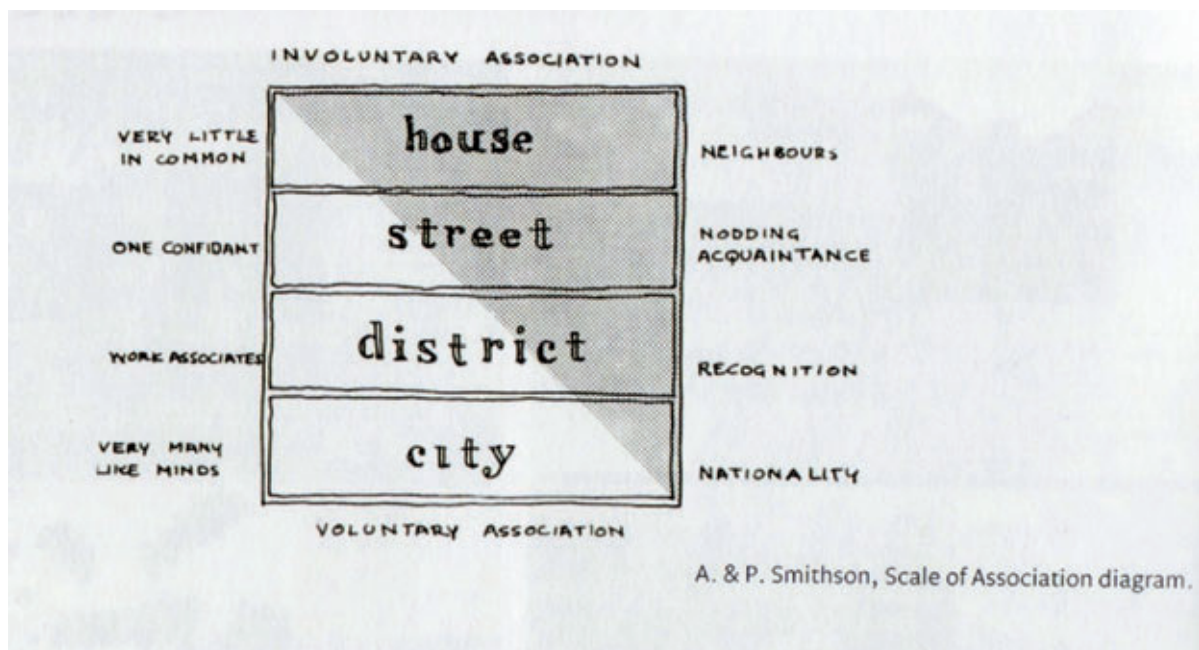 INVOLUNTARY ASSOCIATION
VERY LITTLE
IN COMMON
house
NEIGHBOURS
ONE CONFIDANT
street
NODDING
ACQUAINTANCE
WORK ASSOCIATES
district
RECOGNITION
VERY MANY
LIKE MINDS
city
NATIONALITY
VOLUNTARY ASSOCIATION
A. & P. Smithson, Scale of Association diagram.